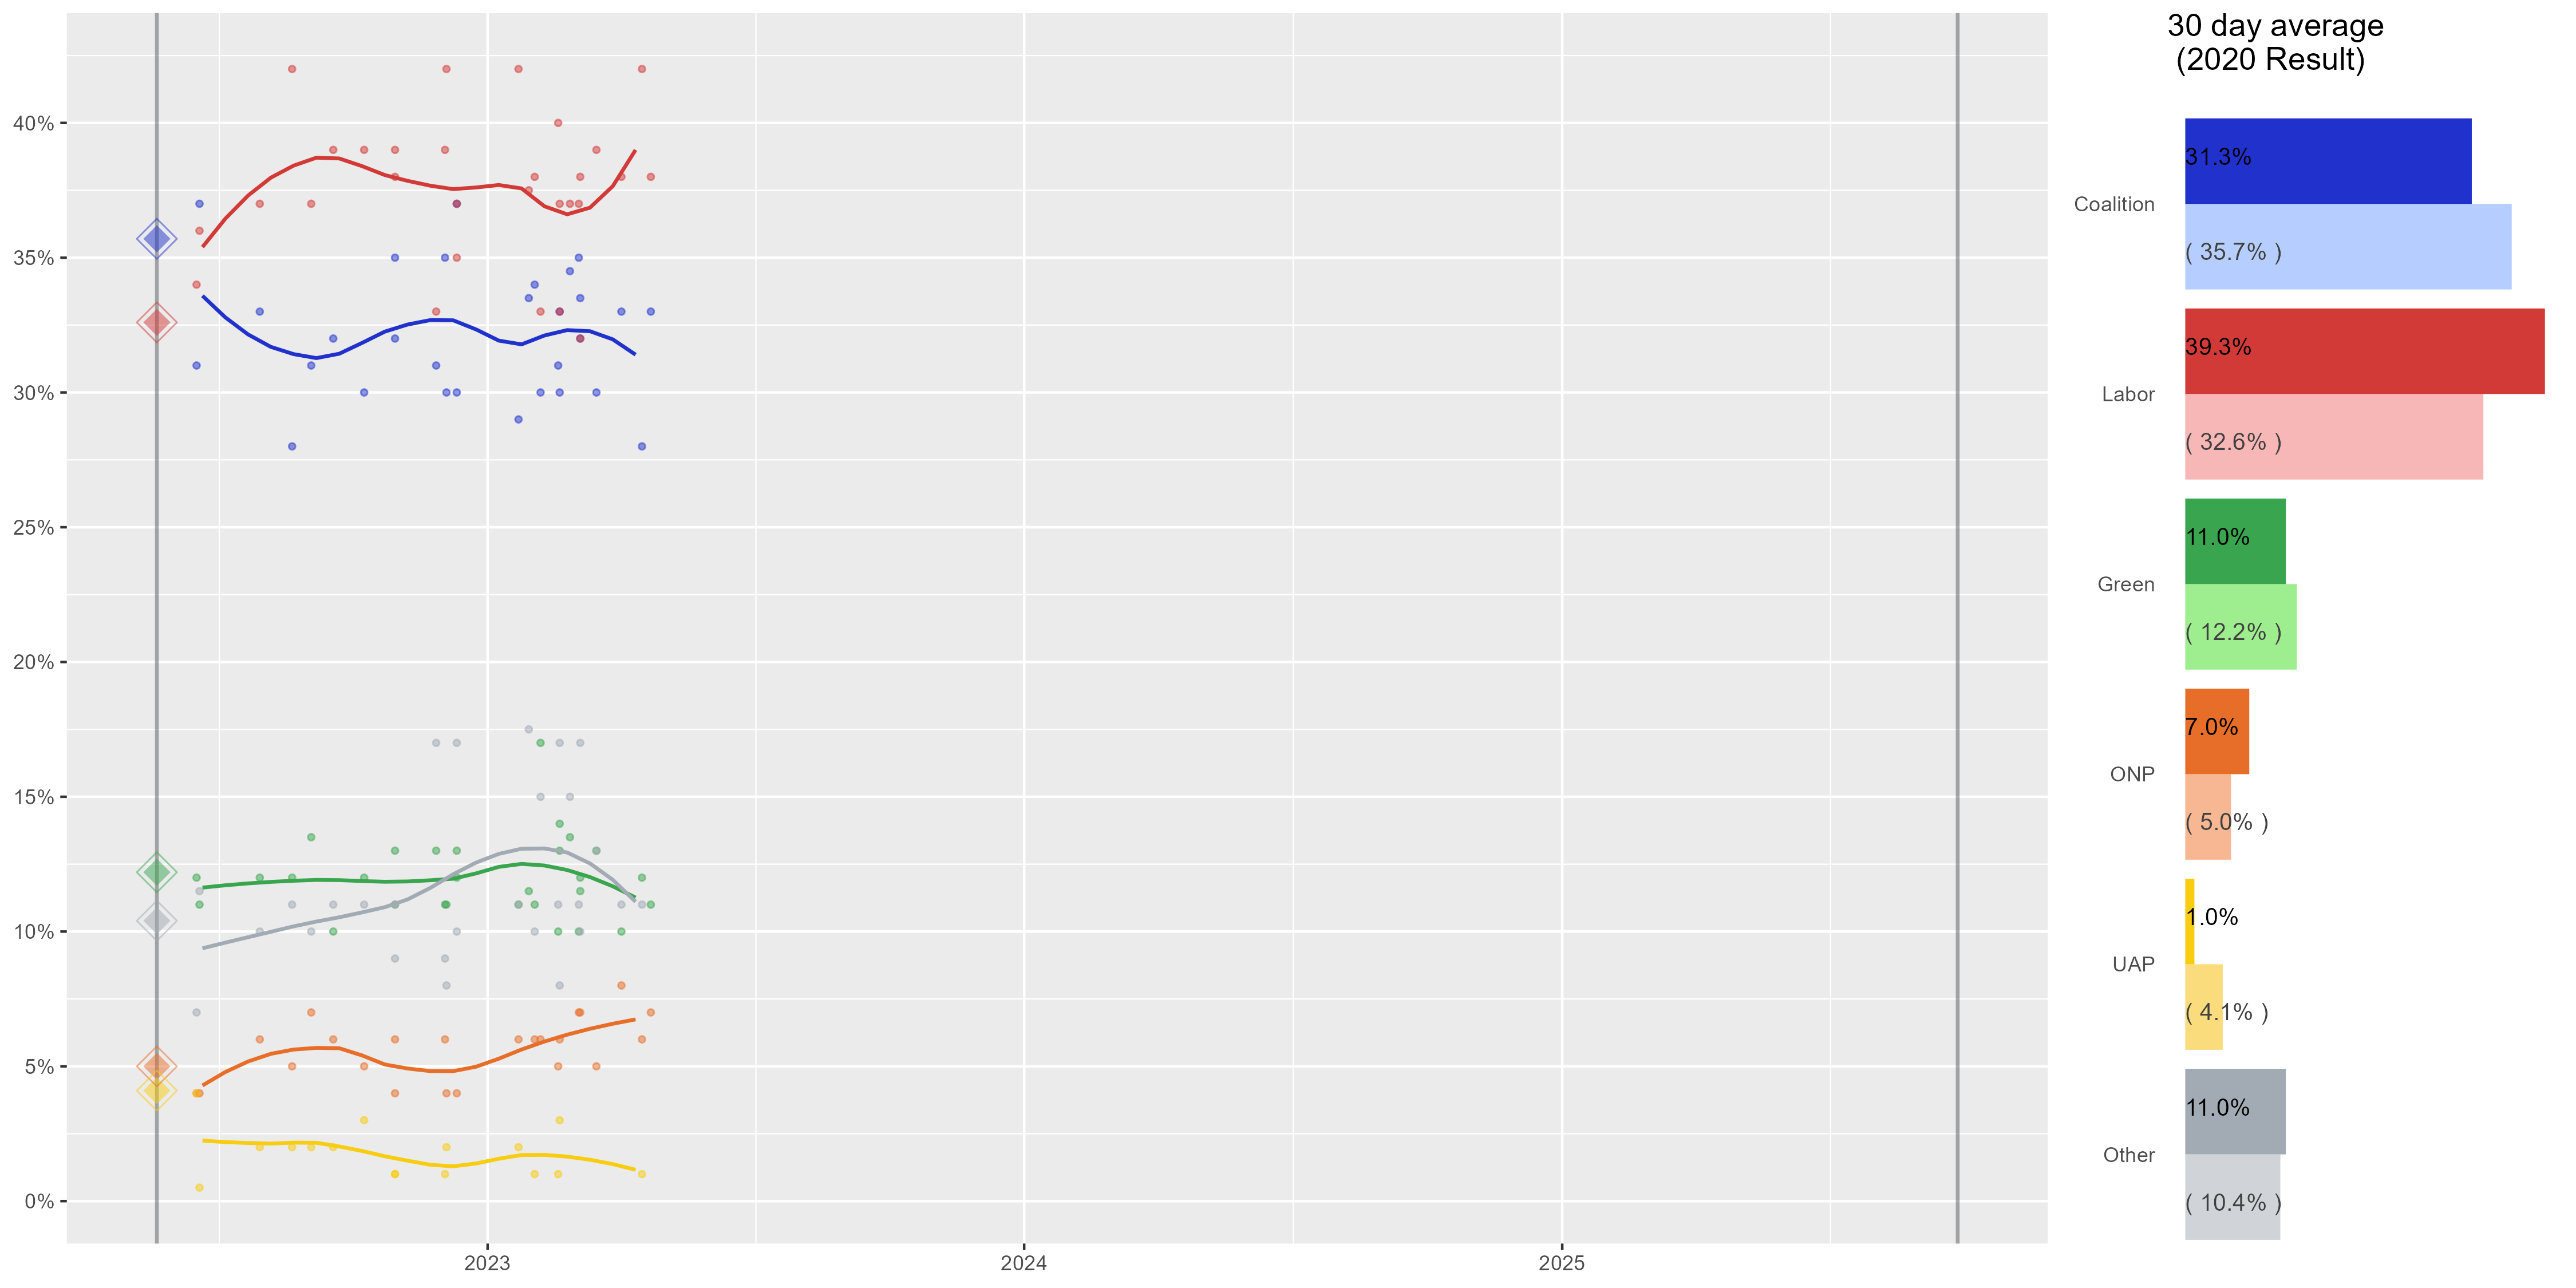 40%
35%
30%
25%
20%
15%
10%
5%
0%
2023
2024
2025
30 day average
(2020 Result)
Coalition
31.3%
( 35.7% )
Labor
39.3%
( 32.6% )
Green
11.0%
( 12.2% )
ONP
7.0%
( 5.0% )
UAP
1.0%
( 4.1% )
Other
11.0%
( 10.4% )